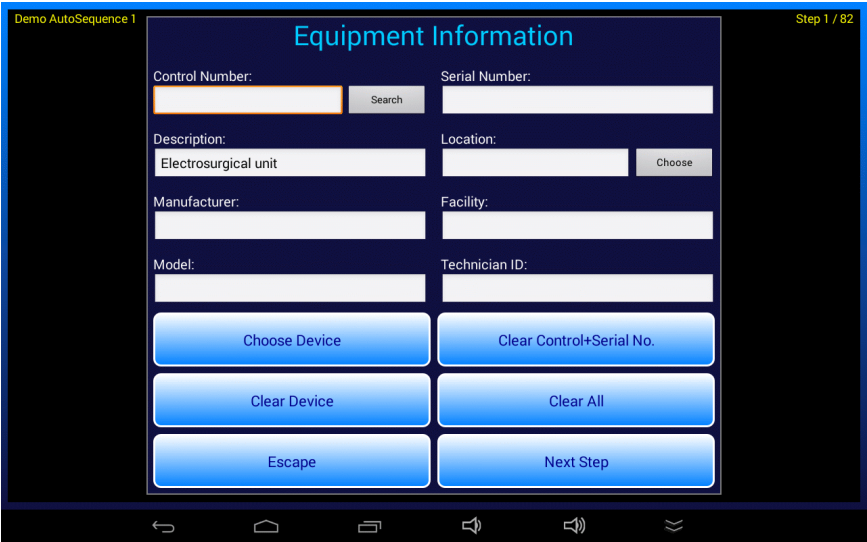 Demo AutoSequence 1
Step 1 / 82
Equipment Information
Control Number:
Search
Serial Number:
Description:
Electrosurgical unit
Location:
Choose
Manufacturer:
Facility:
Model:
Technician ID:
Choose Device
Clear Control+Serial No.
Clear Device
Clear All
Escape
Next Step